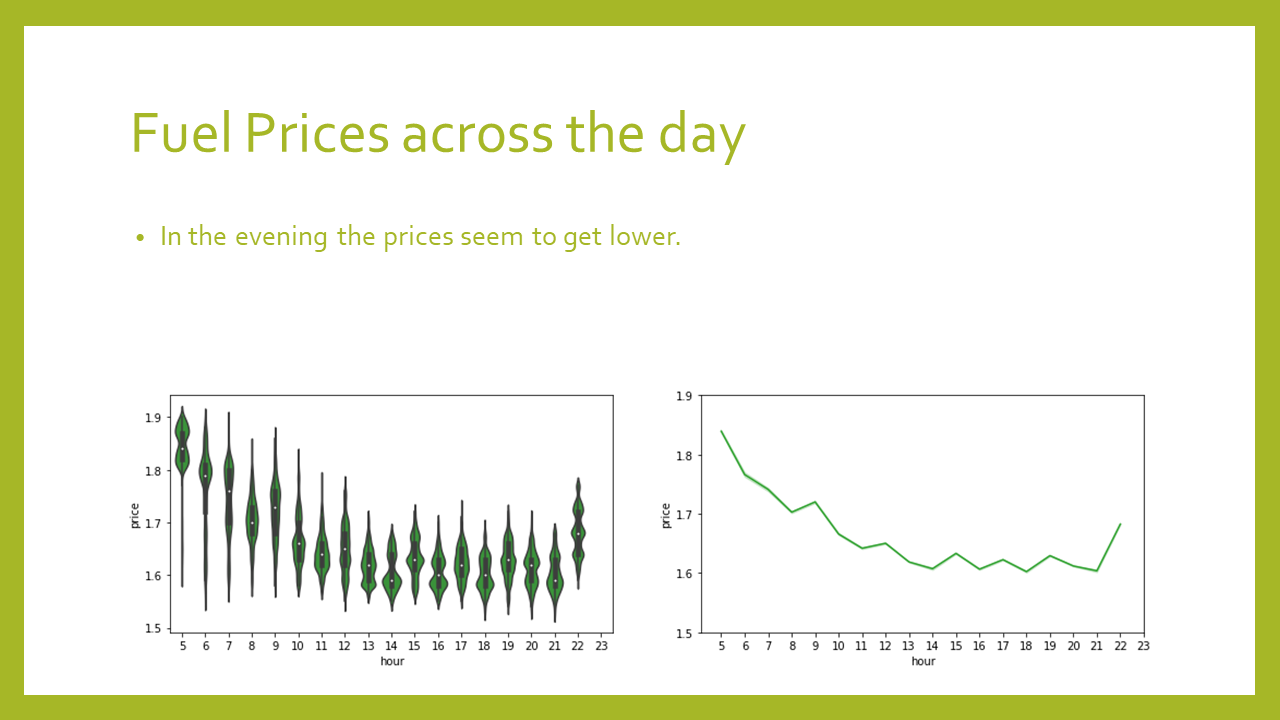 Fuel Prices across the day
• In the evening the prices seem to get lower.
1.9
1.8
1.7
1.6
1.5
price
5 6 7 8 9 10 11 12 13 14 15 16 17 18 19 20 21 22 23
hour
1.9
1.8
1.7
1.6
1.5
price
5 6 7 8 9 10 11 12 13 14 15 16 17 18 19 20 21 22 23
hour